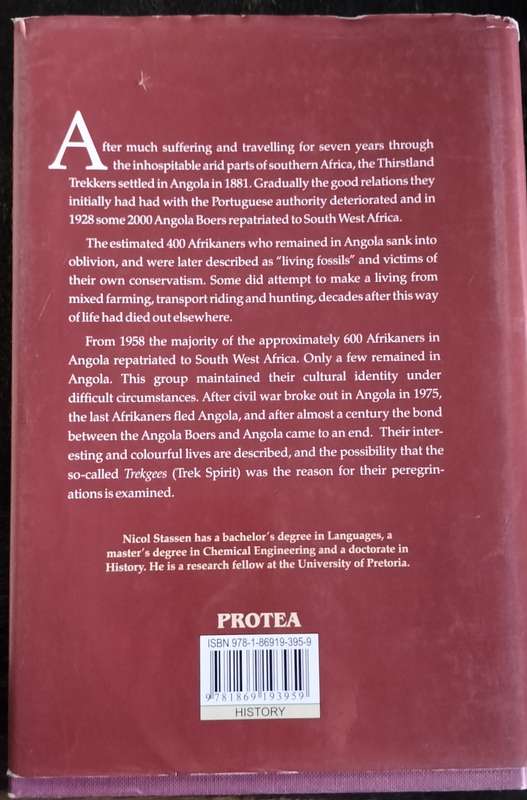 After much suffering and travelling for seven years through
the inhospitable arid parts of southern Africa, the Thirstland
Trekkers settled in Angola in 1881. Gradually the good relations they
initially had had with the Portuguese authority deteriorated and in
1928 some 2000 Angola Boers repatriated to South West Africa.
The estimated 400 Afrikaners who remained in Angola sank into
oblivion, and were later described as “living fossils” and victims of
their own conservatism. Some did attempt to make a living from
mixed farming, transport riding and hunting, decades after this way
of life had died out elsewhere.
From 1958 the majority of the approximately 600 Afrikaners in
Angola repatriated to South West Africa. Only a few remained in
Angola. This group maintained their cultural identity under
difficult circumstances. After civil war broke out in Angola in 1975,
the last Afrikaners fled Angola, and after almost a century the bond
between the Angola Boers and Angola came to an end. Their inter-
esting and colourful lives are described, and the possibility that the
so-called Trekgees (Trek Spirit) was the reason for their peregrin-
ations is examined.
Nicol Stassen has a bachelor's degree in Languages, a
master's degree in Chemical Engineering and a doctorate in
History. He is a research fellow at the University of Pretoria.
PROTEA
ISBN 978-1-86919-395-9
9 781869 193959
HISTORY